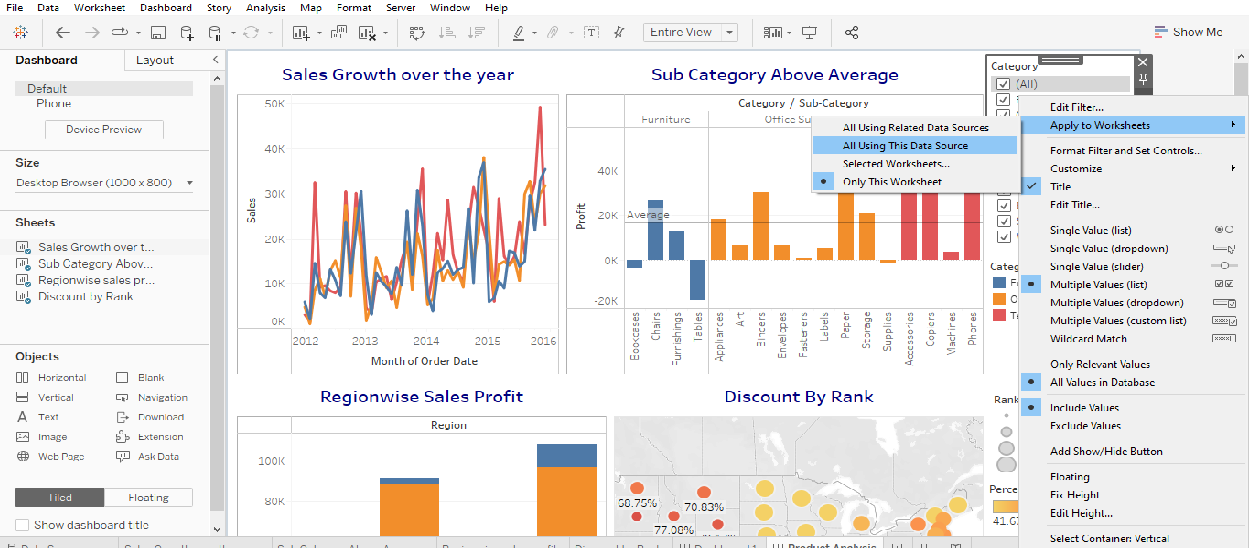 File Data Worksheet Dashboard Story Analysis Map Format Server Window Help
Entire View
Show Me
Dashboard Layout
Default
Phone
Device Preview
Size
Desktop Browser (1000 x 800)
Sheets
Sales Growth over t...
Sub Category Abov...
Regionwise sales pr...
Discount by Rank
Objects
Horizontal Blank
Vertical Navigation
Text Download
Image Extension
Web Page Ask Data
Tiled Floating
Show dashboard title
Sales Growth over the year
50K
40K
30K
20K
10K
0K
Sales
2012 2013 2014 2015 2016
Month of Order Date
Sub Category Above Average
Category / Sub-Category
Furniture Office Su
40K
20K
0K
-20K
Profit
Average
Bookcases
Chairs
Furnishings
Tables
Appliances
Art
Binders
Envelopes
Fasteners
Labels
Paper
Storage
Supplies
Accessories
Copiers
Machines
Phones
Regionwise Sales Profit
Region
100K
80K
Discount By Rank
68.75%
70.83%
77.08%
Category
(All)
Categ
Rank
Perce
41.67
All Using Related Data Sources
All Using This Data Source
Selected Worksheets...
Only This Worksheet
Edit Filter...
Apply to Worksheets
Format Filter and Set Controls...
Customize
Title
Edit Title...
Single Value (list)
Single Value (dropdown)
Single Value (slider)
Multiple Values (list)
Multiple Values (dropdown)
Multiple Values (custom list)
Wildcard Match
Only Relevant Values
All Values in Database
Include Values
Exclude Values
Add Show/Hide Button
Floating
Fix Height
Edit Height...
Select Container: Vertical
Product Analysis